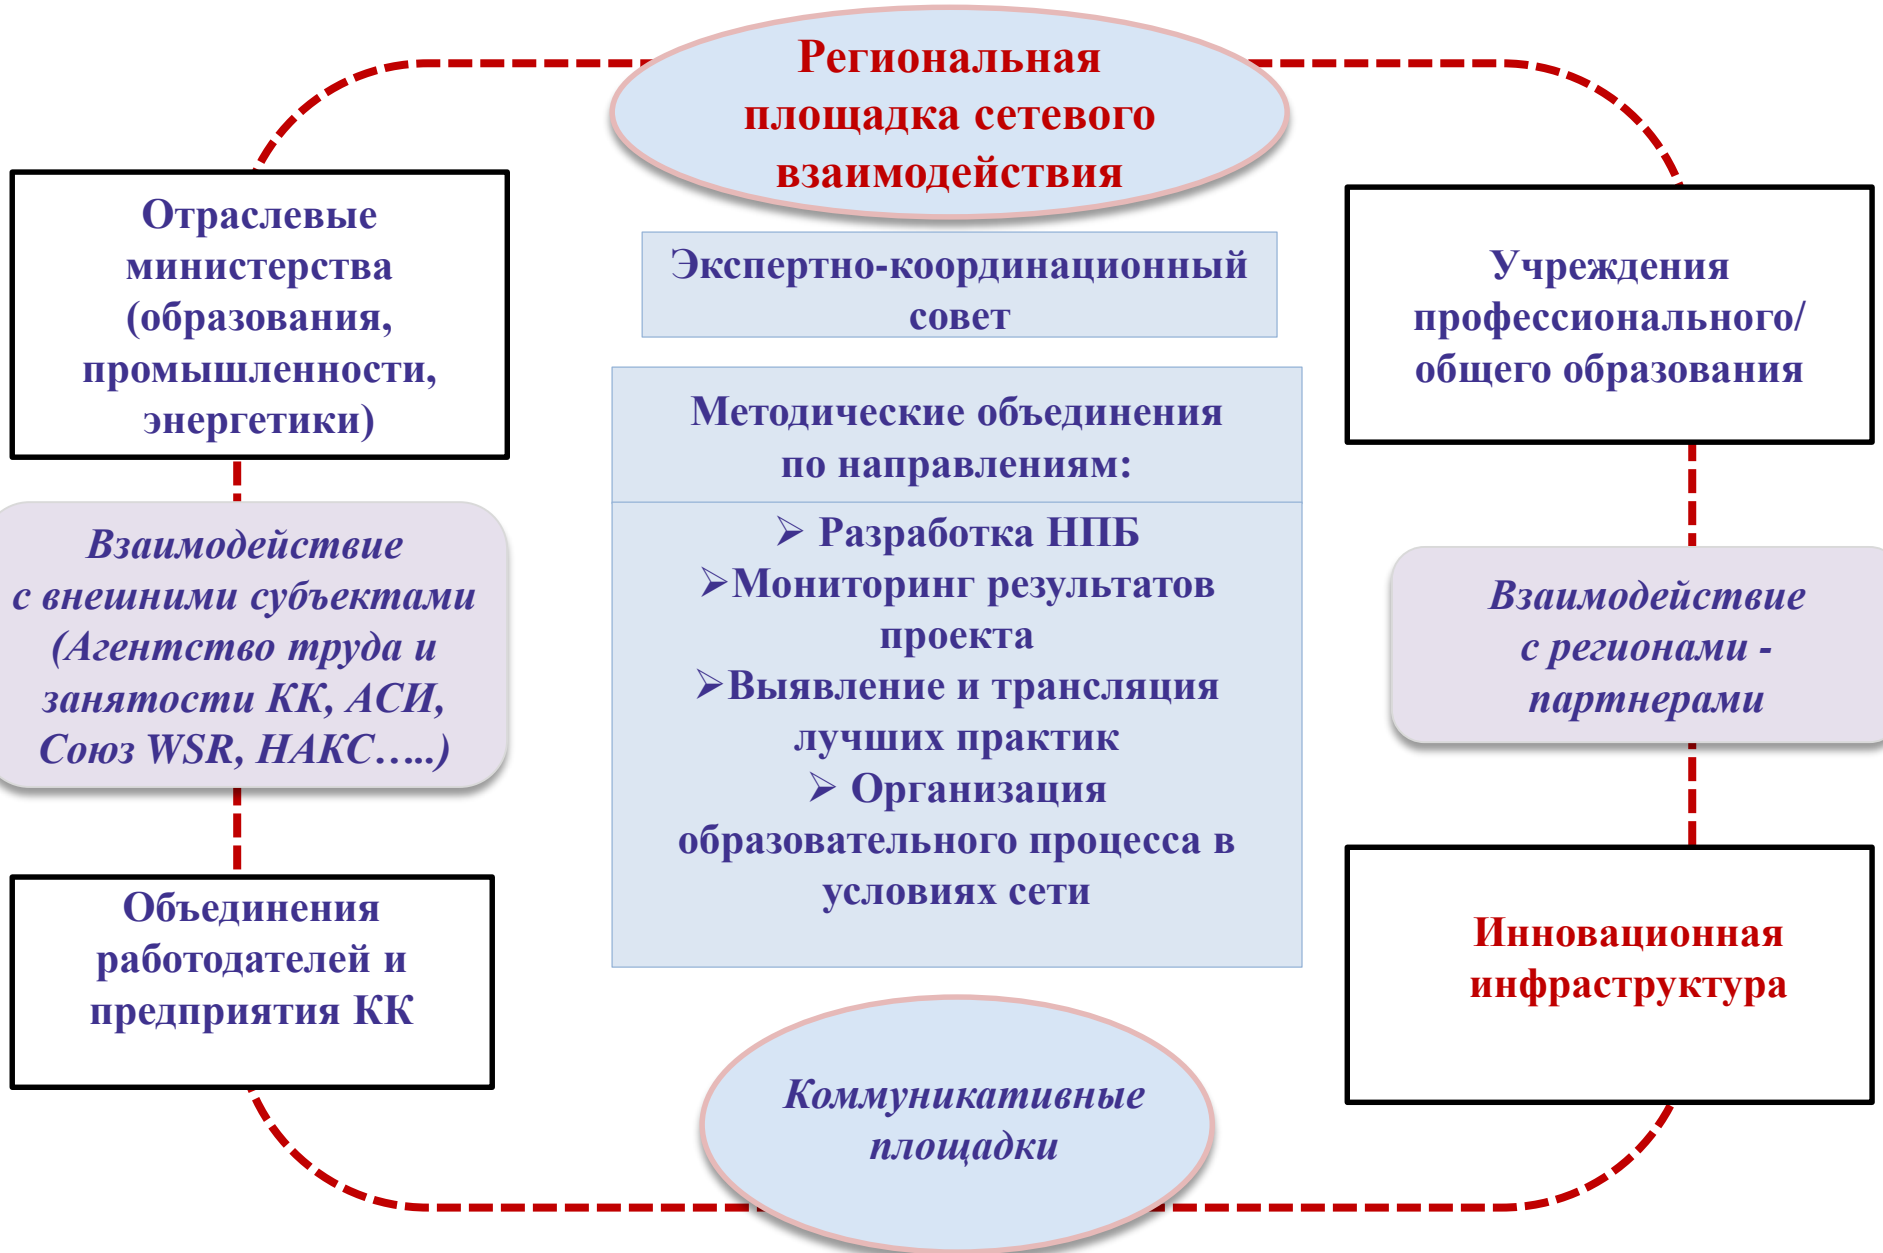 Региональная
площадка сетевого
взаимодействия
Отраслевые
министерства
(образования,
промышленности,
энергетики)
Экспертно-координационный
совет
Учреждения
профессионального/
общего образования
Методические объединения
по направлениям:
➢ Разработка НПБ
➢Мониторинг результатов
проекта
➢Выявление и трансляция
лучших практик
➢ Организация
образовательного процесса в
условиях сети
Взаимодействие
с внешними субъектами
(Агентство труда и
занятости КК, АСИ,
Союз WSR, НАКС…..)
Взаимодействие
с регионами -
партнерами
Объединения
работодателей и
предприятия КК
Инновационная
инфраструктура
Коммуникативные
площадки